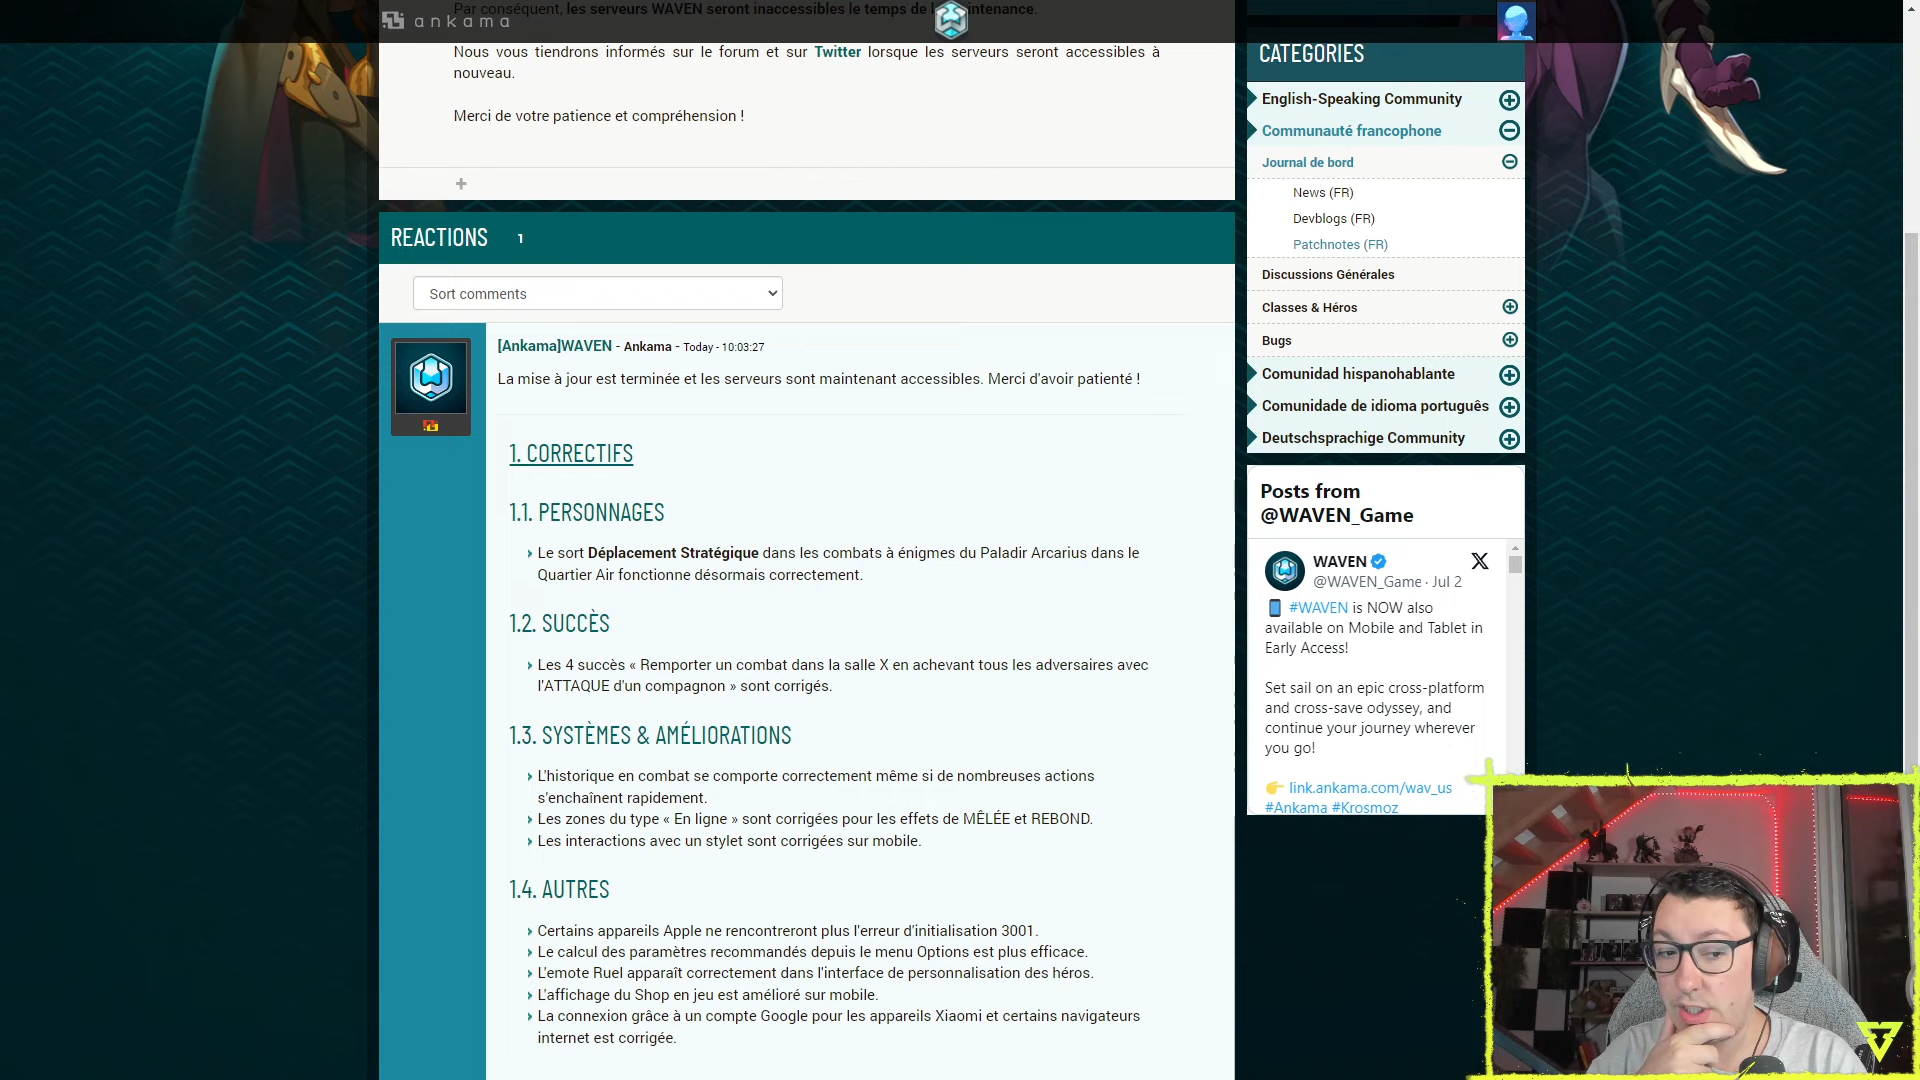 Par conséquent, les serveurs WAVEN seront inaccessibles le temps de la maintenance.
ankama
Nous vous tiendrons informés sur le forum et sur Twitter lorsque les serveurs seront accessibles à
nouveau.
Merci de votre patience et compréhension !
+
REACTIONS 1
Sort comments
[Ankama]WAVEN - Ankama - Today - 10:03:27
La mise à jour est terminée et les serveurs sont maintenant accessibles. Merci d'avoir patienté !
1. CORRECTIFS
1.1. PERSONNAGES
Le sort Déplacement Stratégique dans les combats à énigmes du Paladir Arcarius dans le
Quartier Air fonctionne désormais correctement.
1.2. SUCCÈS
Les 4 succès « Remporter un combat dans la salle X en achevant tous les adversaires avec
l'ATTAQUE d'un compagnon » sont corrigés.
1.3. SYSTÈMES & AMÉLIORATIONS
L'historique en combat se comporte correctement même si de nombreuses actions
s'enchaînent rapidement.
Les zones du type « En ligne » sont corrigées pour les effets de MÊLÉE et REBOND.
Les interactions avec un stylet sont corrigées sur mobile.
1.4. AUTRES
Certains appareils Apple ne rencontreront plus l'erreur d'initialisation 3001.
Le calcul des paramètres recommandés depuis le menu Options est plus efficace.
L'emote Ruel apparaît correctement dans l'interface de personnalisation des héros.
L'affichage du Shop en jeu est amélioré sur mobile.
La connexion grâce à un compte Google pour les appareils Xiaomi et certains navigateurs
internet est corrigée.
CATEGORIES
English-Speaking Community
Communauté francophone
Journal de bord
News (FR)
Devblogs (FR)
Patchnotes (FR)
Discussions Générales
Classes & Héros
Bugs
Comunidad hispanohablante
Comunidade de idioma português
Deutschsprachige Community
Posts from
@WAVEN_Game
WAVEN
@WAVEN_Game · Jul 2
#WAVEN is NOW also
available on Mobile and Tablet in
Early Access!
Set sail on an epic cross-platform
and cross-save odyssey, and
continue your journey wherever
you go!
link.ankama.com/wav_us
#Ankama #Krosmoz